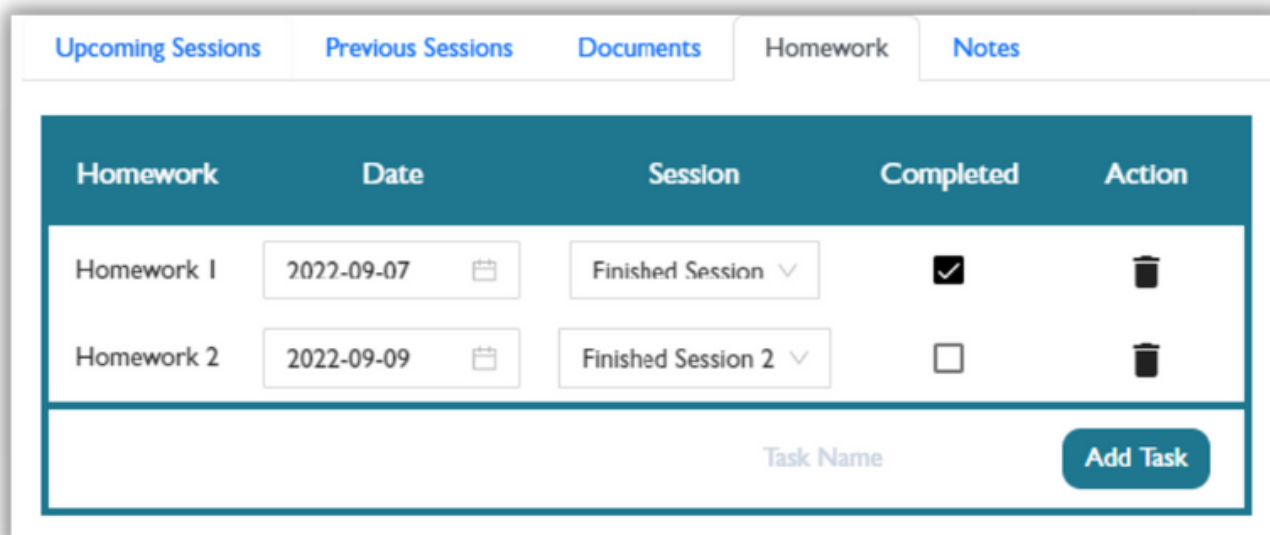 Upcoming Sessions Previous Sessions Documents Homework Notes
Homework Date Session Completed Action
Homework 1 2022-09-07 Finished Session
Homework 2 2022-09-09 Finished Session 2
Task Name Add Task